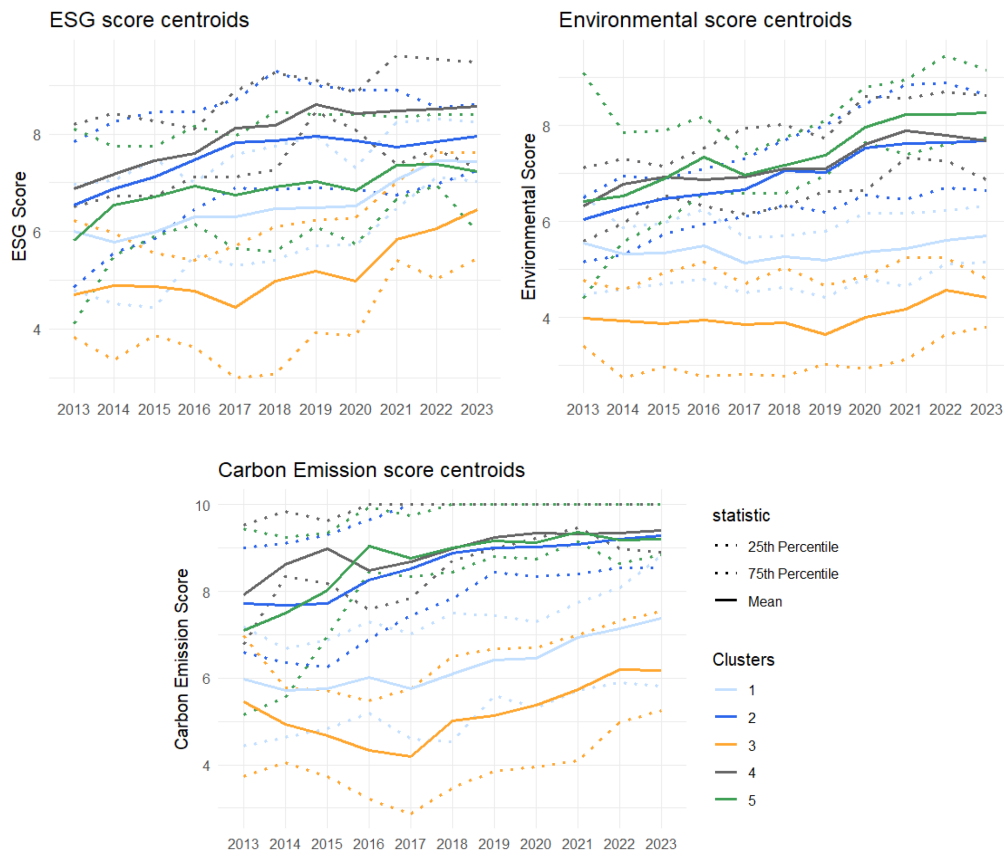 ESG score centroids
ESG Score
8
6
4
2013 2014 2015 2016 2017 2018 2019 2020 2021 2022 2023
Environmental score centroids
Environmental Score
8
6
4
2013 2014 2015 2016 2017 2018 2019 2020 2021 2022 2023
Carbon Emission score centroids
Carbon Emission Score
10
8
6
4
2013 2014 2015 2016 2017 2018 2019 2020 2021 2022 2023
statistic
25th Percentile
75th Percentile
Mean
Clusters
1
2
3
4
5